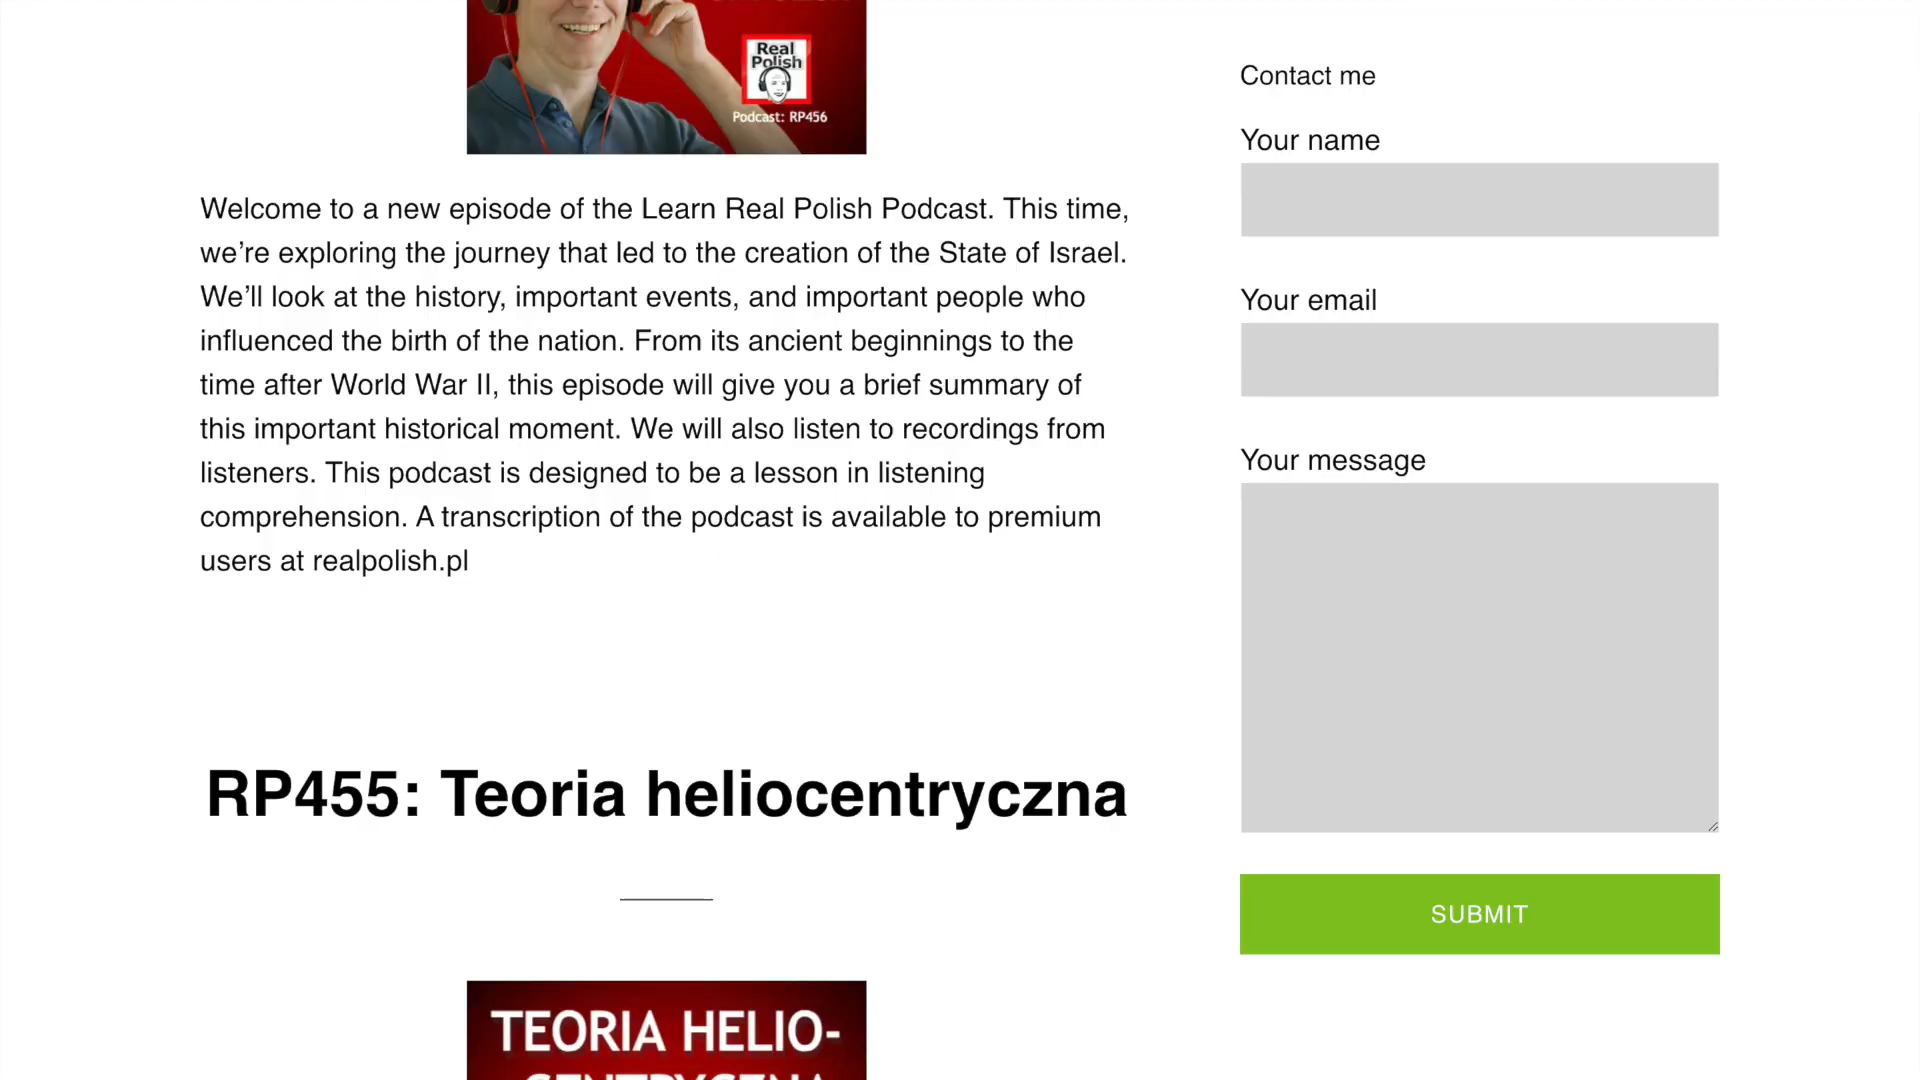 Real
Polish
Podcast: RP456
Welcome to a new episode of the Learn Real Polish Podcast. This time,
we’re exploring the journey that led to the creation of the State of Israel.
We’ll look at the history, important events, and important people who
influenced the birth of the nation. From its ancient beginnings to the
time after World War II, this episode will give you a brief summary of
this important historical moment. We will also listen to recordings from
listeners. This podcast is designed to be a lesson in listening
comprehension. A transcription of the podcast is available to premium
users at realpolish.pl
RP455: Teoria heliocentryczna
TEORIA HELIO-
CENTRYCZNA
Contact me
Your name
Your email
Your message
SUBMIT